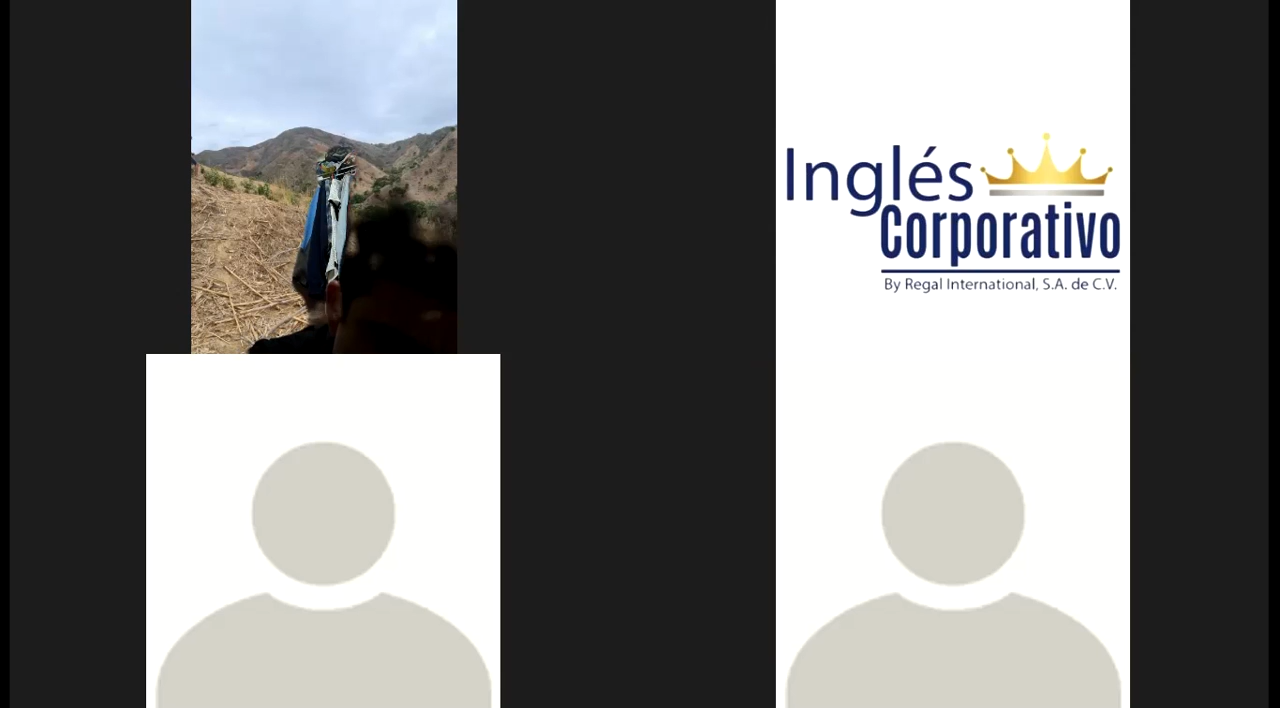 Inglés
Corporativo
By Regal International, S.A. de C.V.